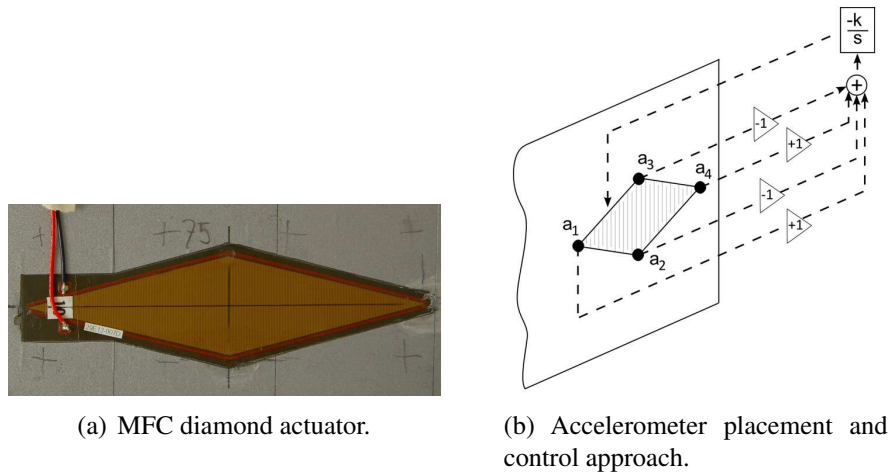 +75
(a) MFC diamond actuator.
-k
s
+
-1
+1
-1
+1
a3
a4
a1
a2
(b) Accelerometer placement and
control approach.